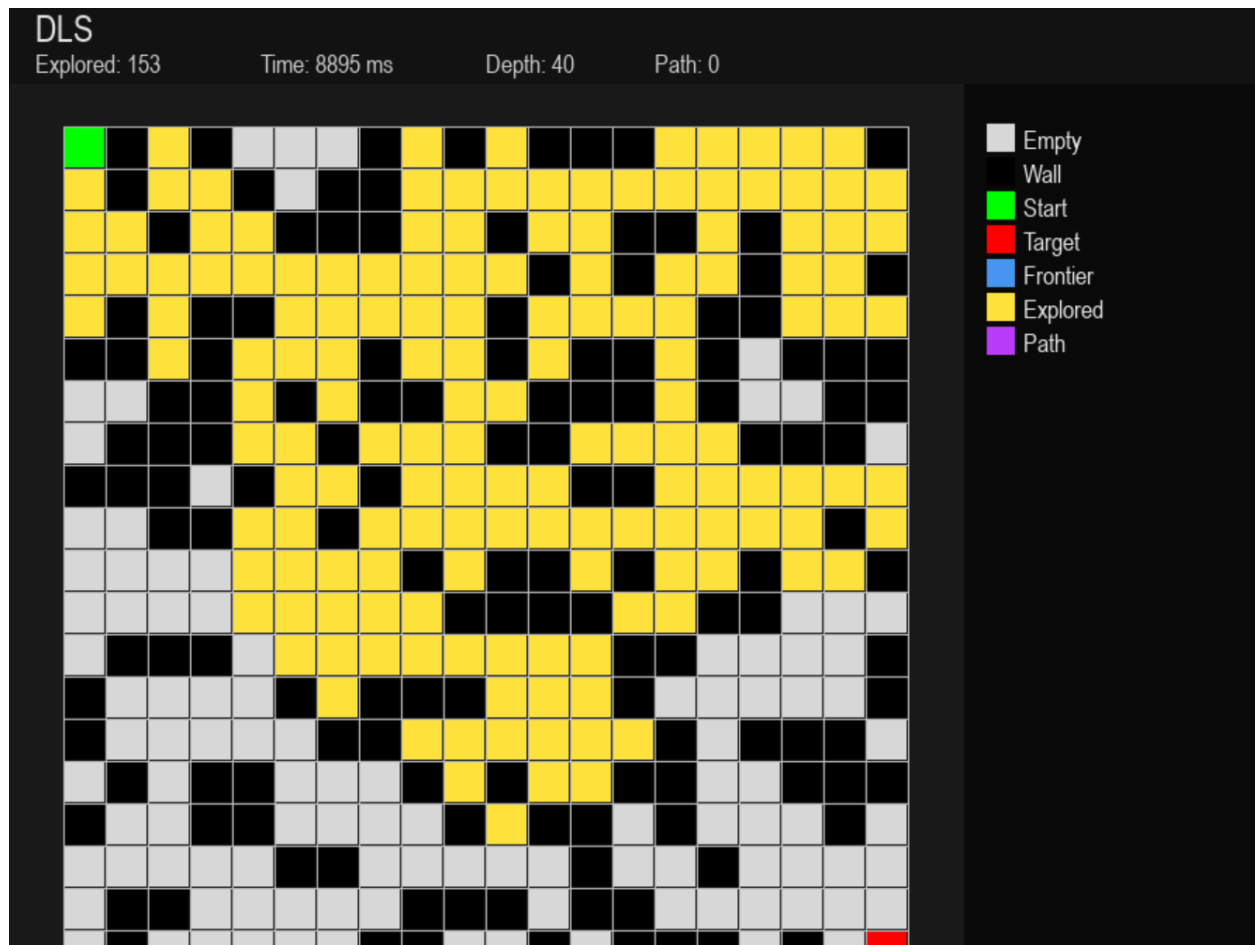 DLS
Explored: 153 Time: 8895 ms Depth: 40 Path: 0
Empty
Wall
Start
Target
Frontier
Explored
Path